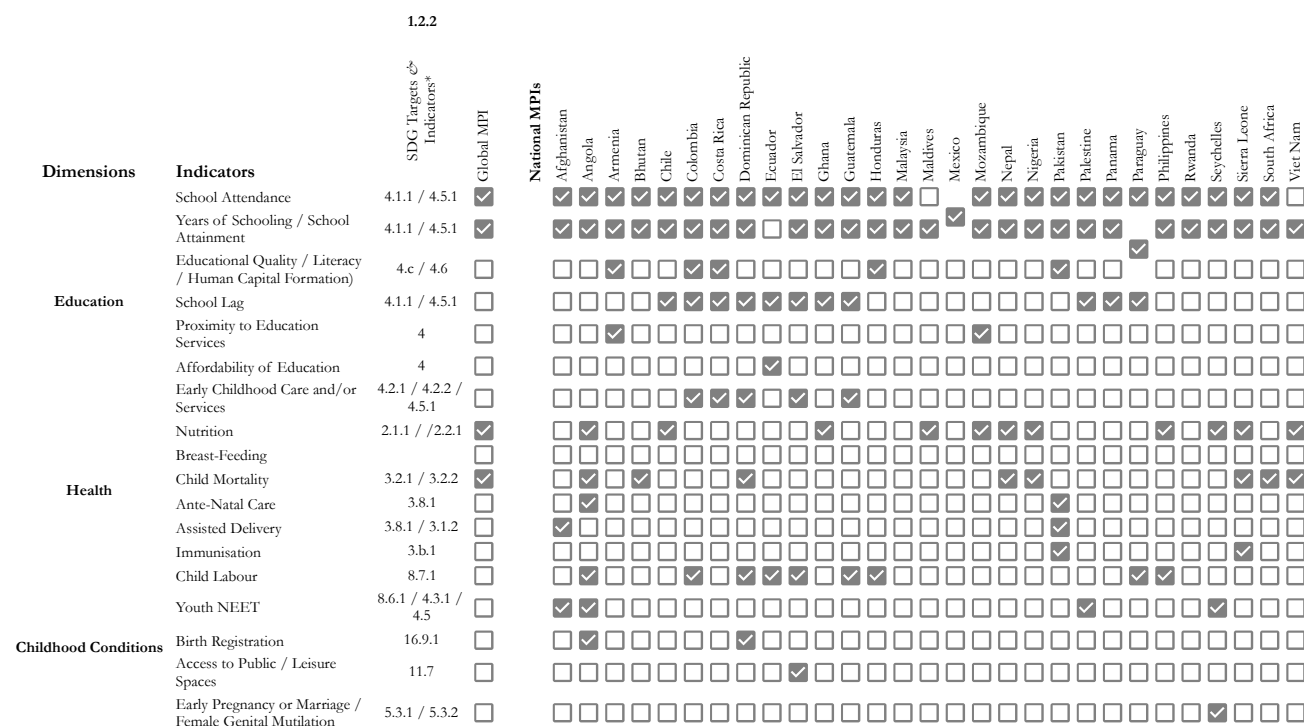 1.2.2
SDG Targets &
Indicators*
Global MPI
National MPIs
Afghanistan
Angola
Armenia
Bhutan
Chile
Colombia
Costa Rica
Dominican Republic
Ecuador
El Salvador
Ghana
Guatemala
Honduras
Malaysia
Maldives
Mexico
Mozambique
Nepal
Nigeria
Pakistan
Palestine
Panama
Paraguay
Philippines
Rwanda
Seychelles
Sierra Leone
South Africa
Viet Nam
Dimensions Indicators
School Attendance 4.1.1 / 4.5.1
Years of Schooling / School
Attainment 4.1.1 / 4.5.1
Educational Quality / Literacy
/ Human Capital Formation) 4.c / 4.6
Education School Lag 4.1.1 / 4.5.1
Proximity to Education
Services 4
Affordability of Education 4
Early Childhood Care and/or 4.2.1 / 4.2.2 /
Services 4.5.1
Nutrition 2.1.1 / /2.2.1
Breast-Feeding
Child Mortality 3.2.1 / 3.2.2
Health
Ante-Natal Care 3.8.1
Assisted Delivery 3.8.1 / 3.1.2
Immunisation 3.b.1
Child Labour 8.7.1
Youth NEET 8.6.1 / 4.3.1 /
4.5
Childhood Conditions Birth Registration 16.9.1
Access to Public / Leisure
Spaces 11.7
Early Pregnancy or Marriage /
Female Genital Mutilation 5.3.1 / 5.3.2